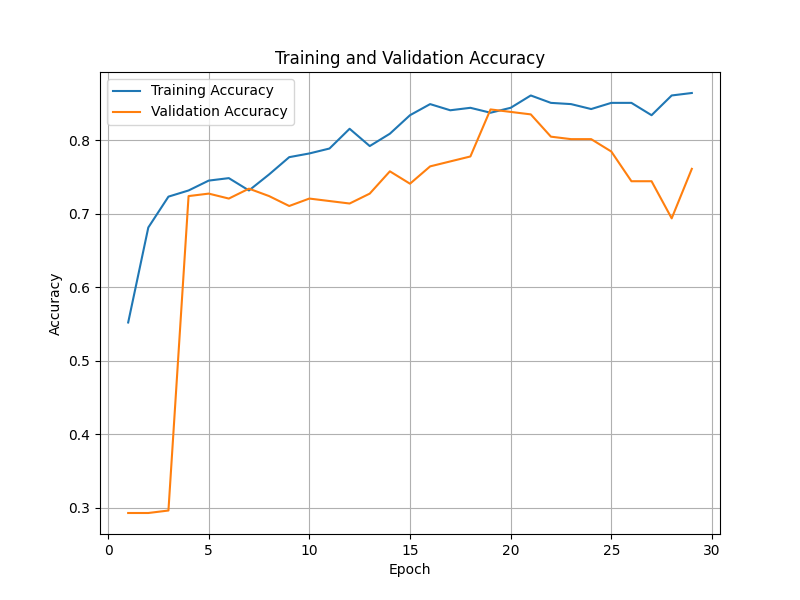 Training and Validation Accuracy
Training Accuracy
Validation Accuracy
Accuracy
0.8
0.7
0.6
0.5
0.4
0.3
0
5
10
15
20
25
30
Epoch